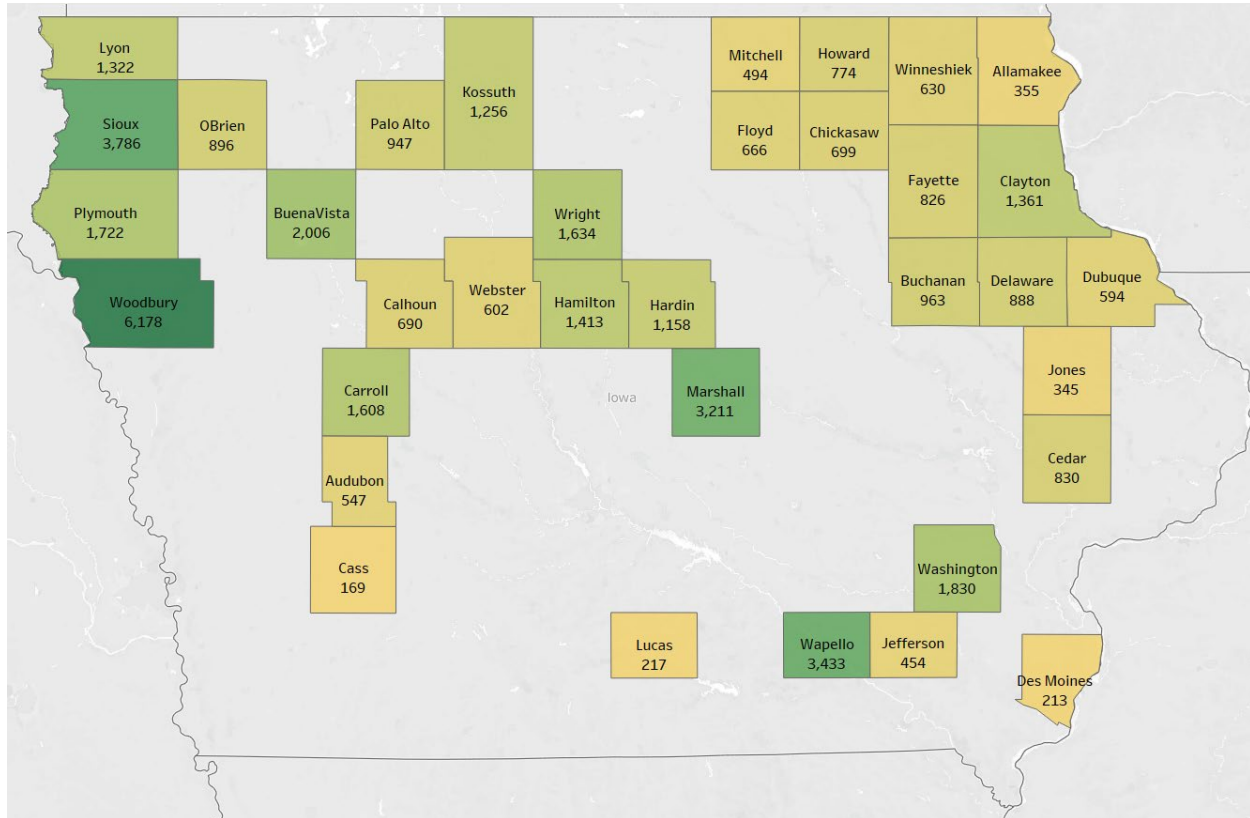 Lyon
1,322
Sioux
3,786
OBrien
896
Palo Alto
947
Kossuth
1,256
Mitchell
494
Howard
774
Winneshiek
630
Allamakee
355
Floyd
666
Chickasaw
699
Fayette
826
Clayton
1,361
Plymouth
1,722
BuenaVista
2,006
Wright
1,634
Woodbury
6,178
Calhoun
690
Webster
602
Hamilton
1,413
Hardin
1,158
Buchanan
963
Delaware
888
Dubuque
594
Carroll
1,608
Iowa
Marshall
3,211
Jones
345
Audubon
547
Cedar
830
Cass
169
Washington
1,830
Lucas
217
Wapello
3,433
Jefferson
454
Des Moines
213